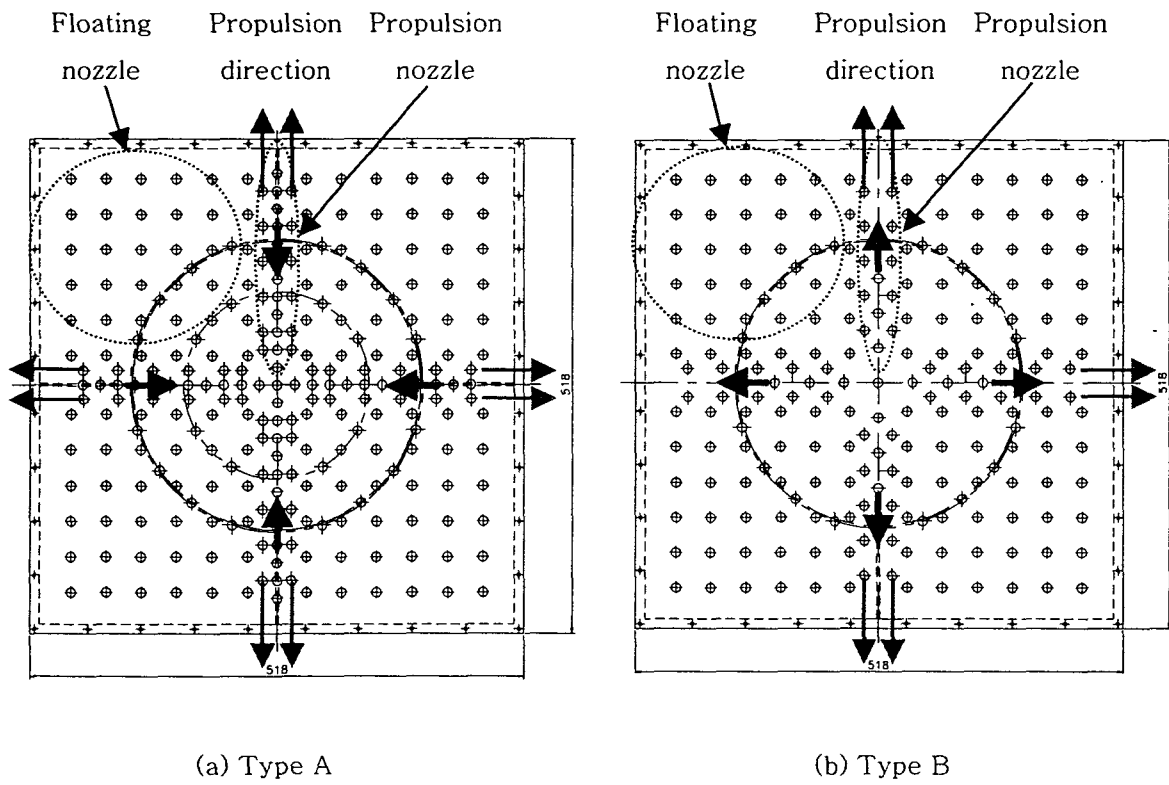 Floating nozzle
Propulsion direction
Propulsion nozzle
518
518
(a) Type A
Floating nozzle
Propulsion direction
Propulsion nozzle
518
518
(b) Type B